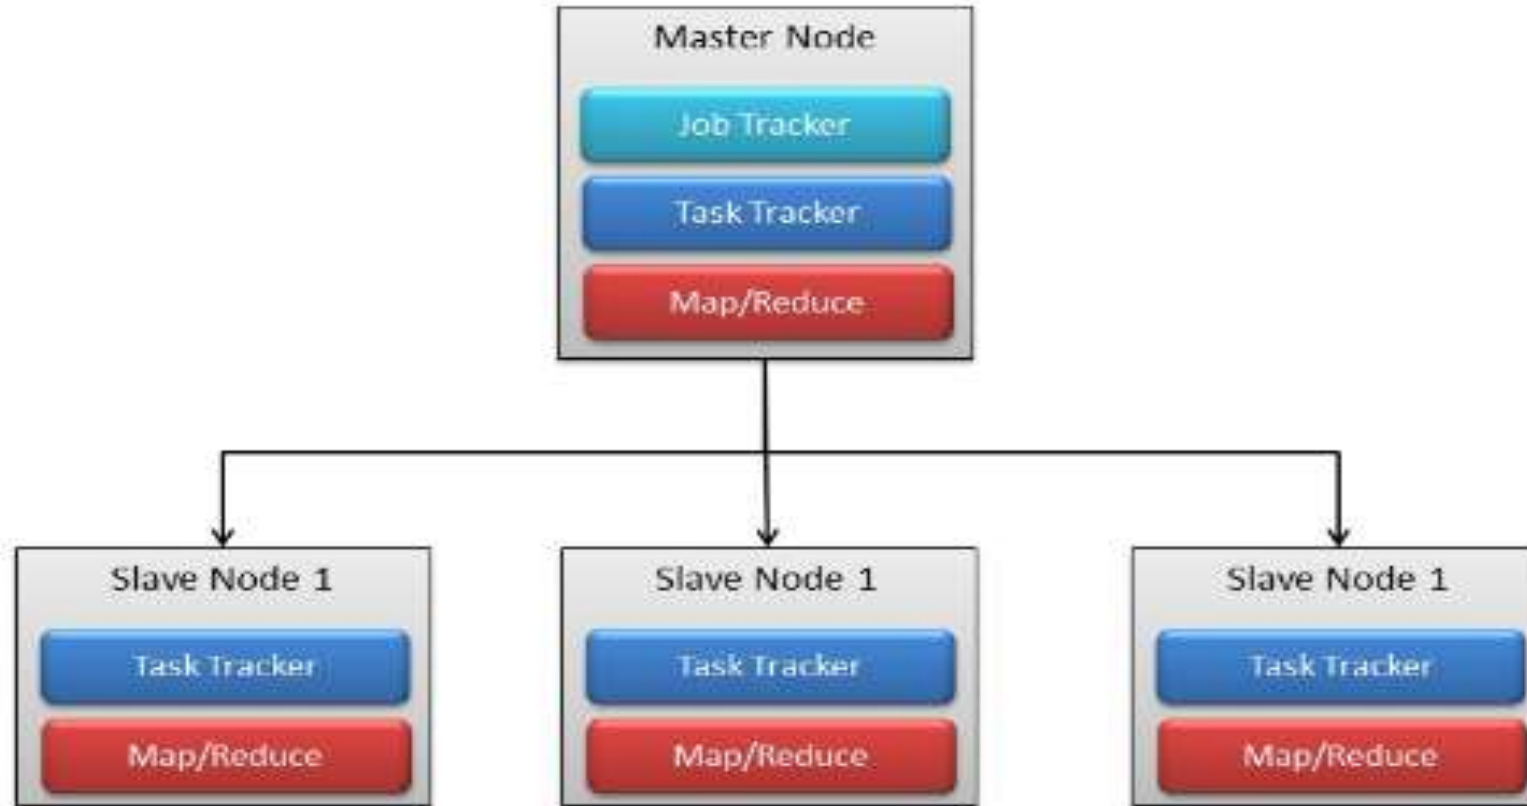 Master Node
Job Tracker
Task Tracker
Map/Reduce
Slave Node 1
Task Tracker
Map/Reduce
Slave Node 1
Task Tracker
Map/Reduce
Slave Node 1
Task Tracker
Map/Reduce